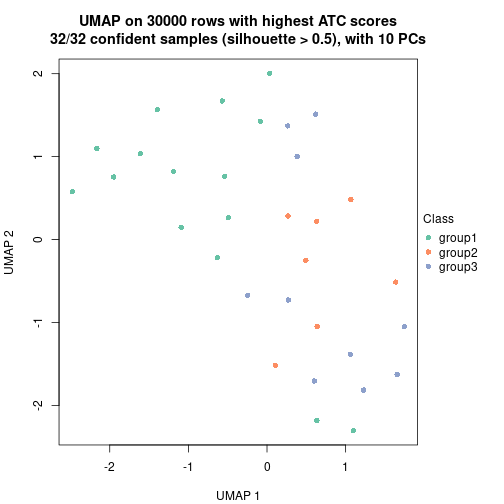 UMAP on 30000 rows with highest ATC scores
32/32 confident samples (silhouette > 0.5), with 10 PCs
2
1
0
-1
-2
UMAP 2
Class
group1
group2
group3
-2 -1 0 1
UMAP 1